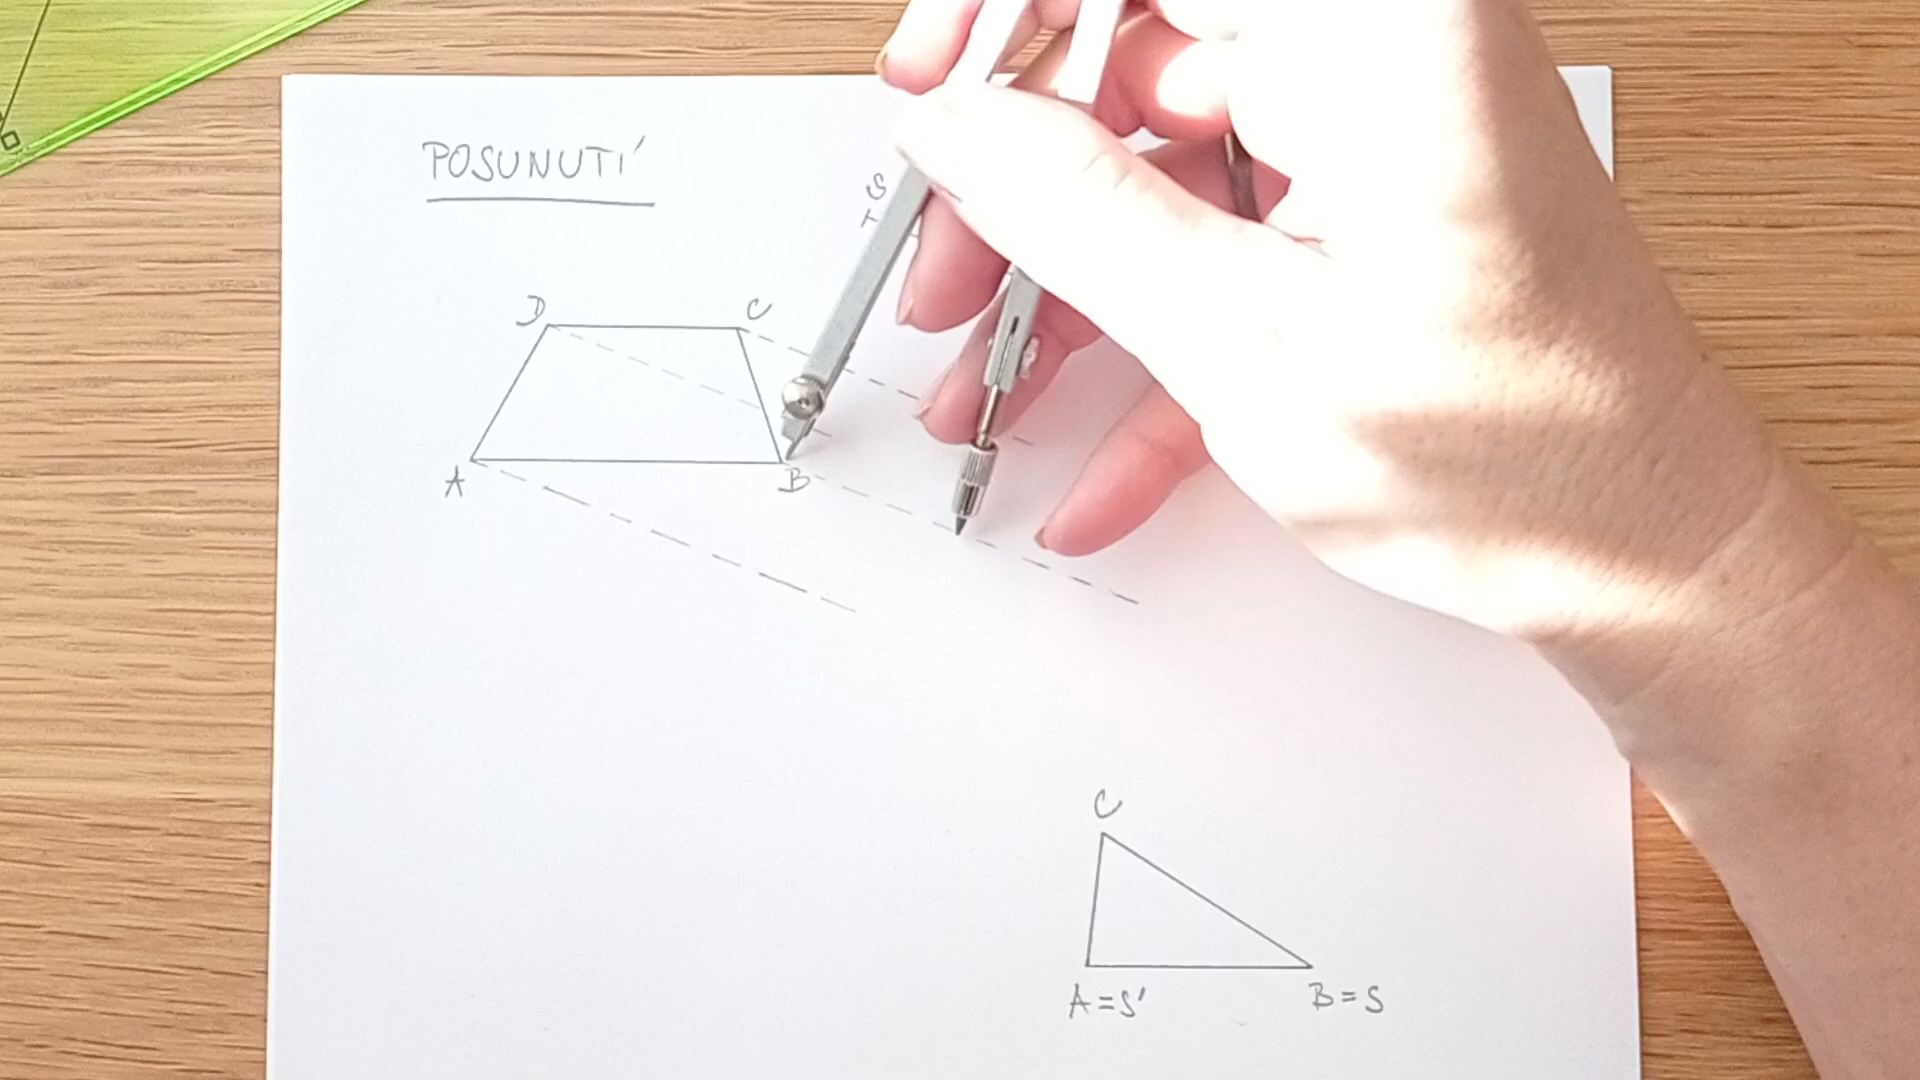 POSUNUTÍ
S
D C
A B
C
A=S' B=S